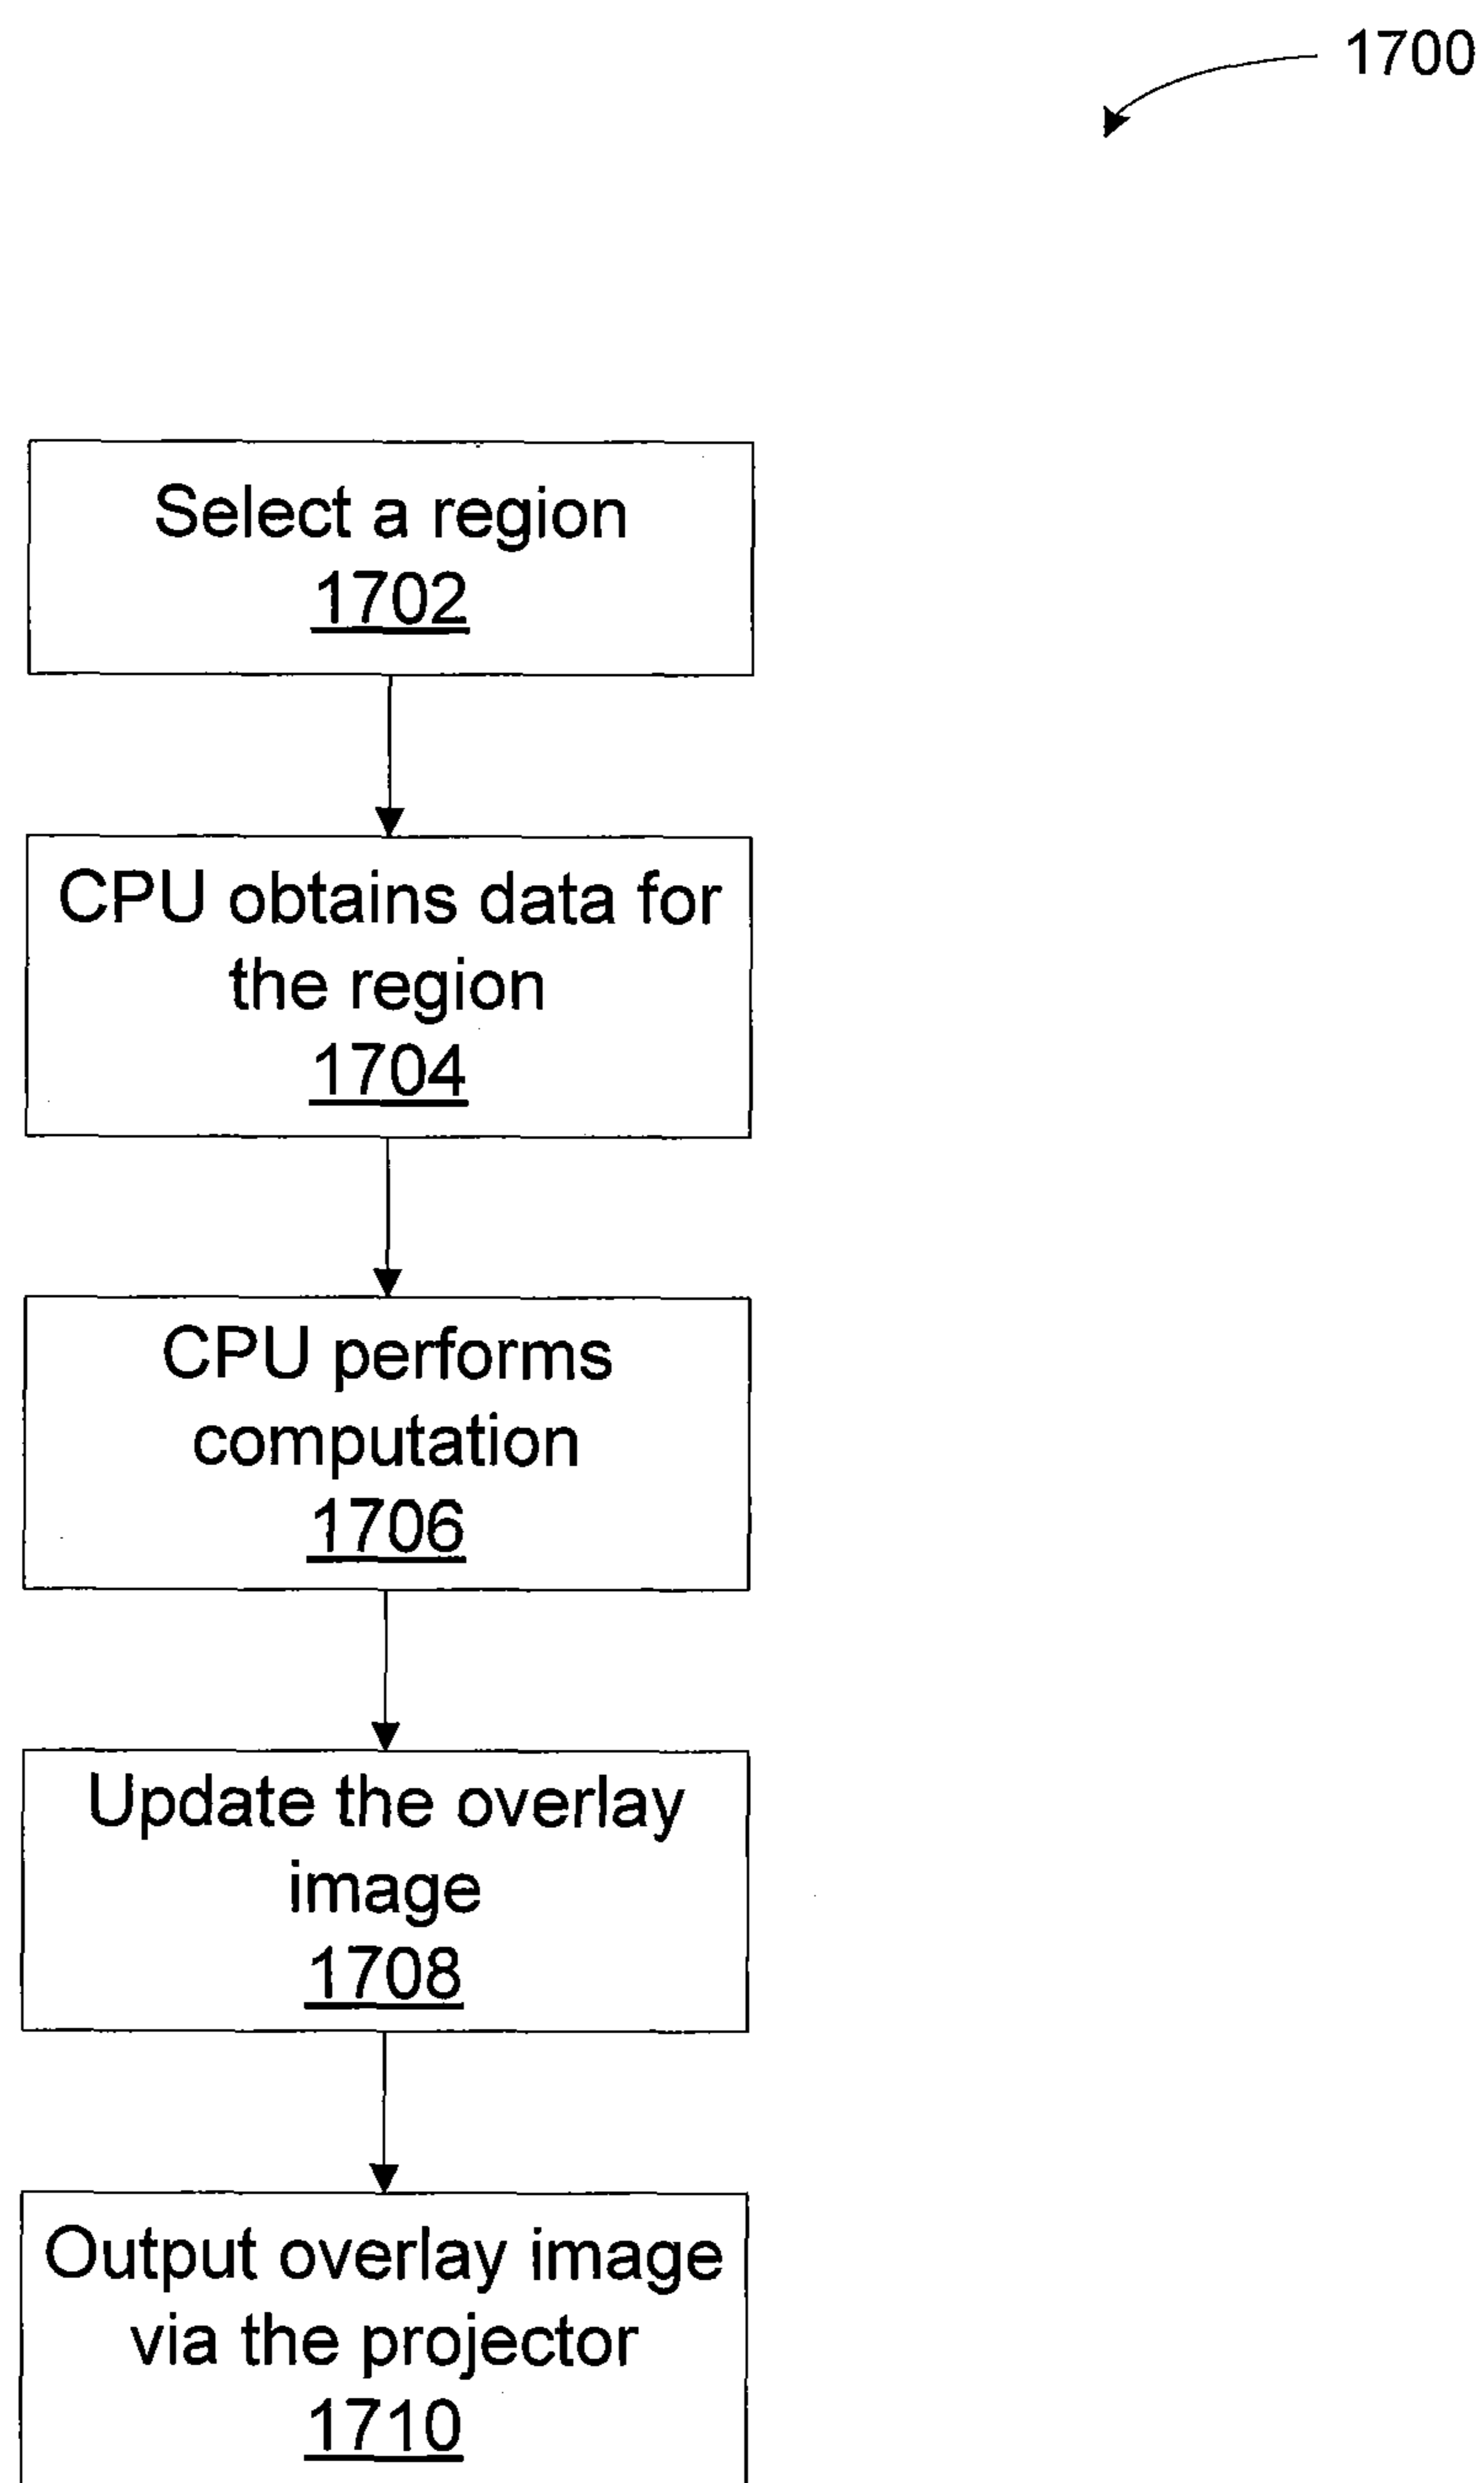 1700
Select a region
1702
CPU obtains data for
the region
1704
CPU performs
computation
1706
Update the overlay
image
1708
Output overlay image
via the projector
1710